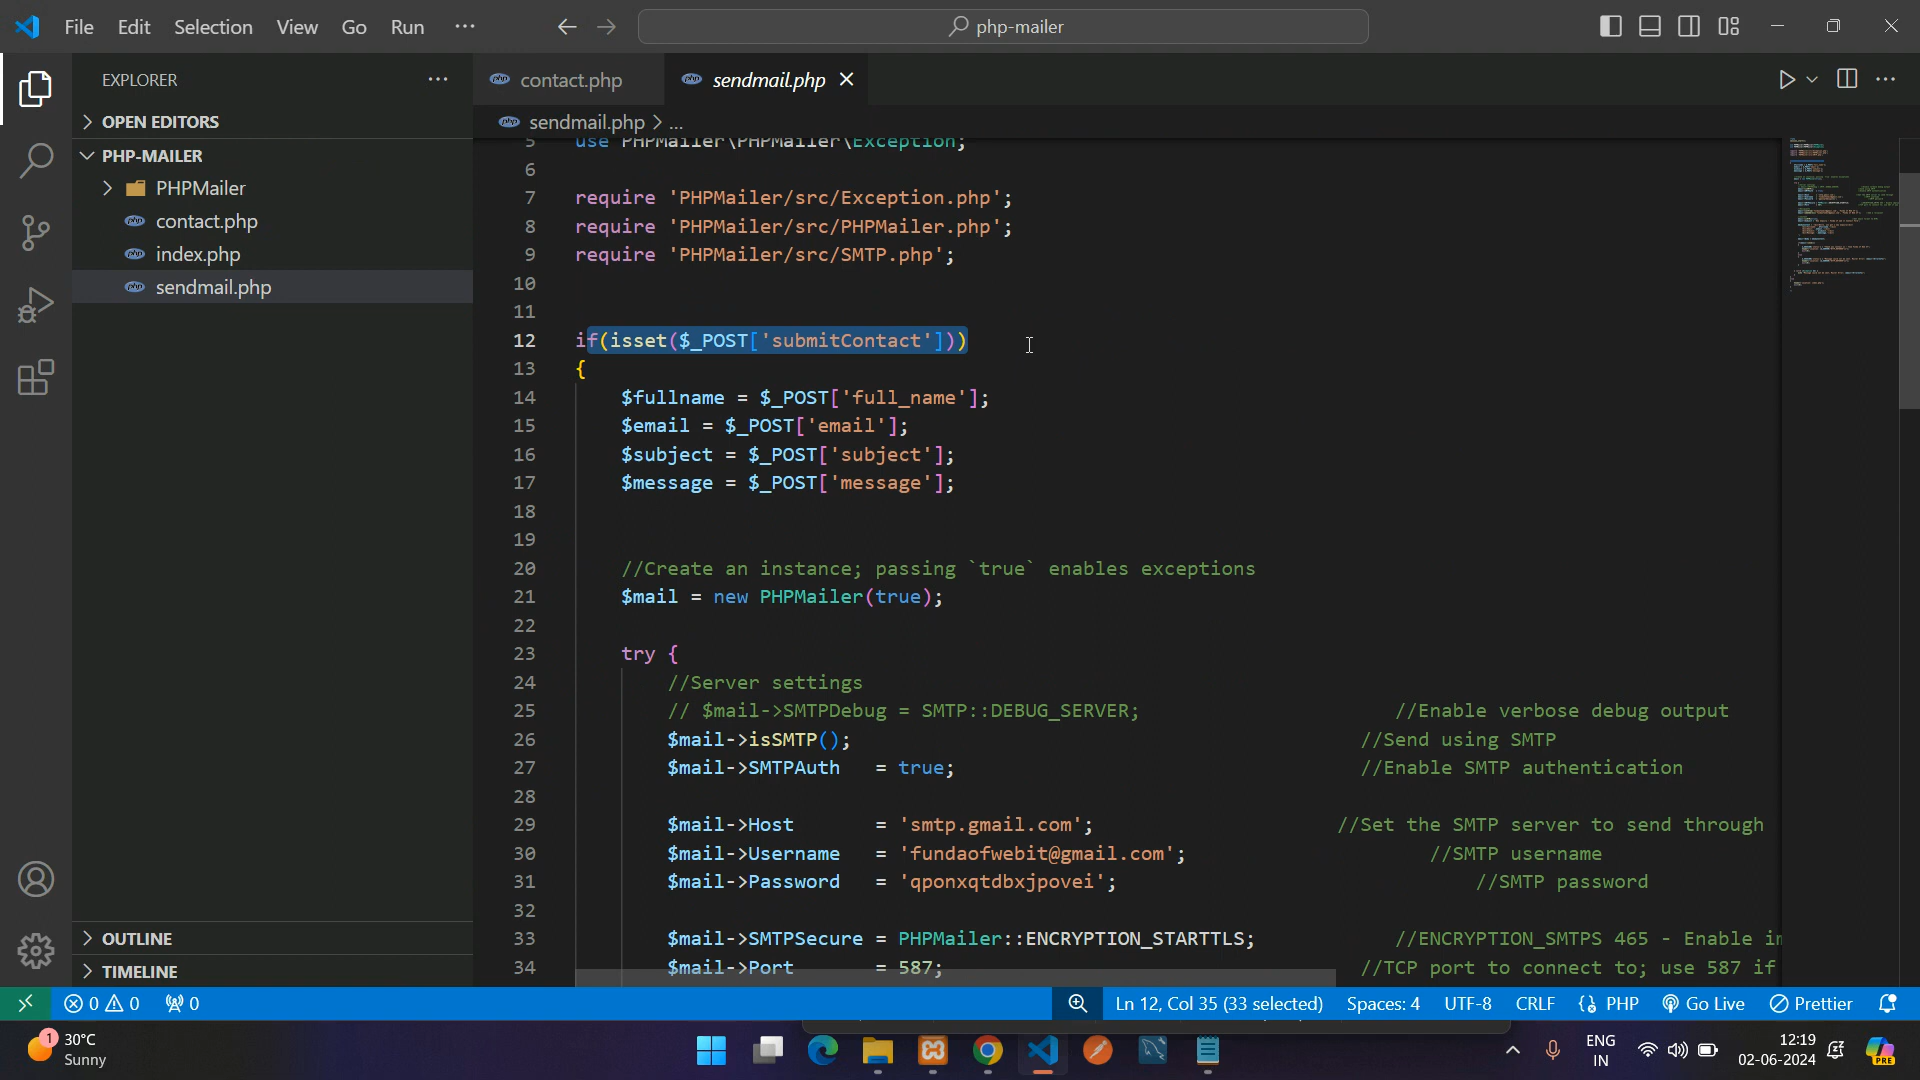 File Edit Selection View Go Run ···
php-mailer
EXPLORER ···
OPEN EDITORS
PHP-MAILER
PHPMailer
contact.php
index.php
sendmail.php
OUTLINE
TIMELINE
php contact.php php sendmail.php
php sendmail.php > ...
5 use PHPMailer\PHPMailer\Exception;
6
7 require 'PHPMailer/src/Exception.php';
8 require 'PHPMailer/src/PHPMailer.php';
9 require 'PHPMailer/src/SMTP.php';
10
11
12 if(isset($_POST['submitContact']))
13 {
14 $fullname = $_POST['full_name'];
15 $email = $_POST['email'];
16 $subject = $_POST['subject'];
17 $message = $_POST['message'];
18
19
20 //Create an instance; passing `true` enables exceptions
21 $mail = new PHPMailer(true);
22
23 try {
24 //Server settings
25 // $mail->SMTPDebug = SMTP::DEBUG_SERVER; //Enable verbose debug output
26 $mail->isSMTP(); //Send using SMTP
27 $mail->SMTPAuth = true; //Enable SMTP authentication
28
29 $mail->Host = 'smtp.gmail.com'; //Set the SMTP server to send through
30 $mail->Username = 'fundaofwebit@gmail.com'; //SMTP username
31 $mail->Password = 'qponxqtdbxjpovei'; //SMTP password
32
33 $mail->SMTPSecure = PHPMailer::ENCRYPTION_STARTTLS; //ENCRYPTION_SMTPS 465 - Enable
34 $mail->Port = 587; //TCP port to connect to; use 587 if
0 0 0 Ln 12, Col 35 (33 selected) Spaces: 4 UTF-8 CRLF {} PHP Go Live Prettier
1 30°C
Sunny
ENG
IN
12:19
02-06-2024
PRE